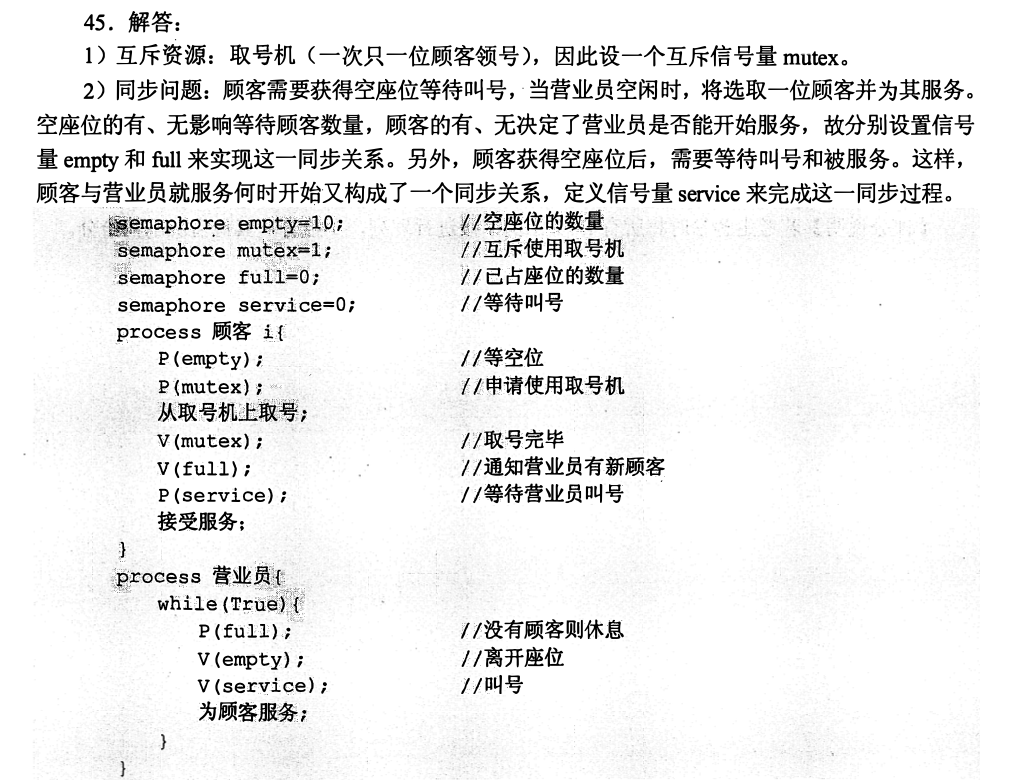 45．解答：
1）互斥资源：取号机（一次只一位顾客领号），因此设一个互斥信号量 mutex。
2）同步问题：顾客需要获得空座位等待叫号，当营业员空闲时，将选取一位顾客并为其服务。
空座位的有、无影响等待顾客数量，顾客的有、无决定了营业员是否能开始服务，故分别设置信号
量 empty 和 full 来实现这一同步关系。另外，顾客获得空座位后，需要等待叫号和被服务。这样，
顾客与营业员就服务何时开始又构成了一个同步关系，定义信号量 service 来完成这一同步过程。
semaphore empty=10; //空座位的数量
semaphore mutex=1; //互斥使用取号机
semaphore full=0; //已占座位的数量
semaphore service=0; //等待叫号
process 顾客 i{
P(empty); //等空位
P(mutex); //申请使用取号机
从取号机上取号;
V(mutex); //取号完毕
V(full); //通知营业员有新顾客
P(service); //等待营业员叫号
接受服务;
}
process 营业员{
while(True){
P(full); //没有顾客则休息
V(empty); //离开座位
V(service); //叫号
为顾客服务;
}
}